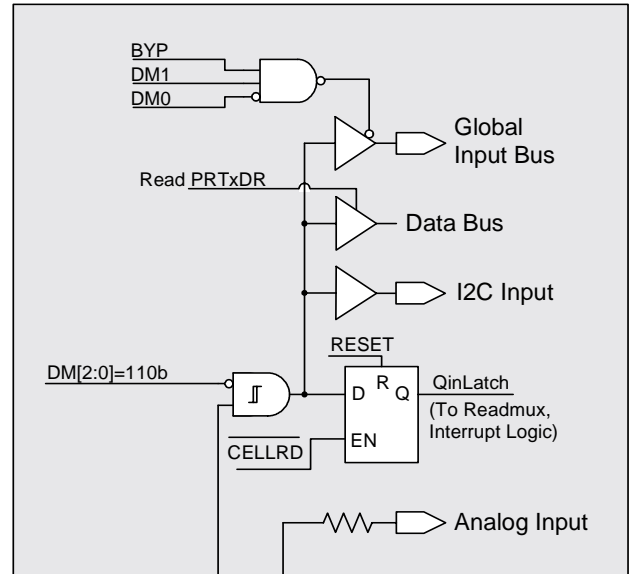 BYP
DM1
DM0
Global
Input Bus
Read PRTxDR
Data Bus
I2C Input
RESET
DM[2:0]=110b
D
R
Q
QinLatch
(To Readmux,
Interrupt Logic)
EN
CELLRD
Analog Input